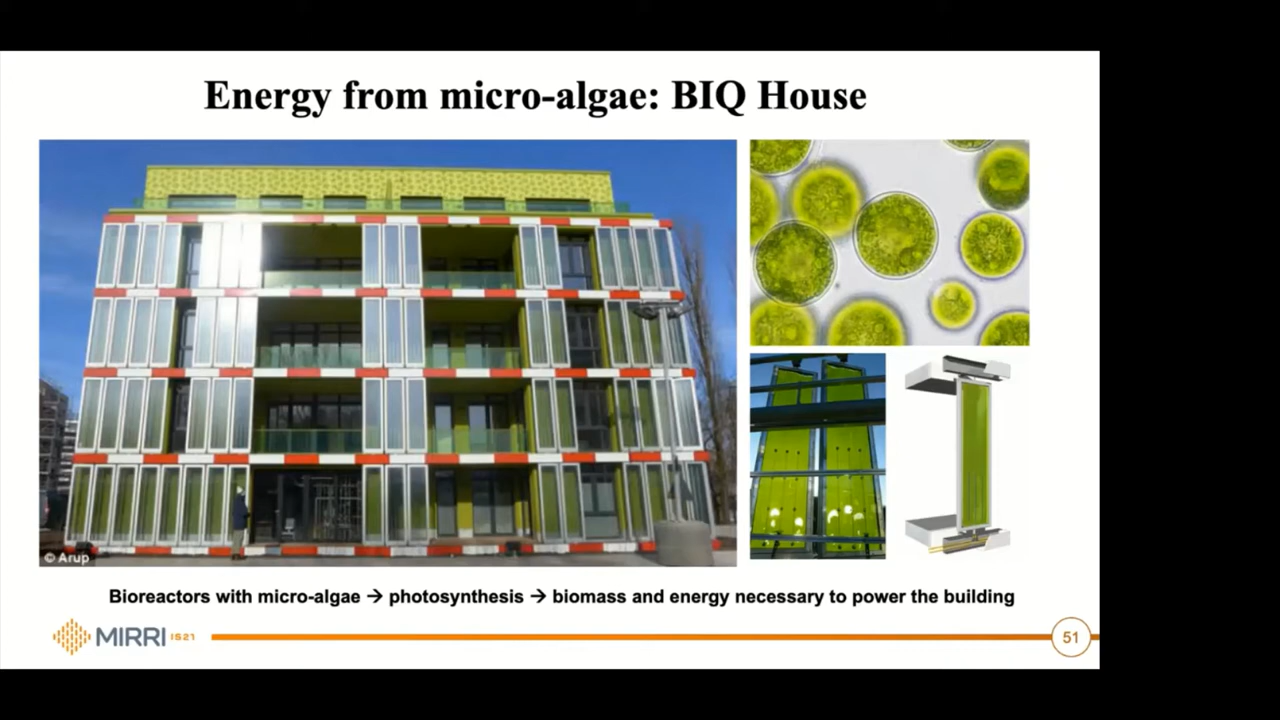 Energy from micro-algae: BIQ House
© Arup
Bioreactors with micro-algae → photosynthesis → biomass and energy necessary to power the building
MIRRI IS21
51